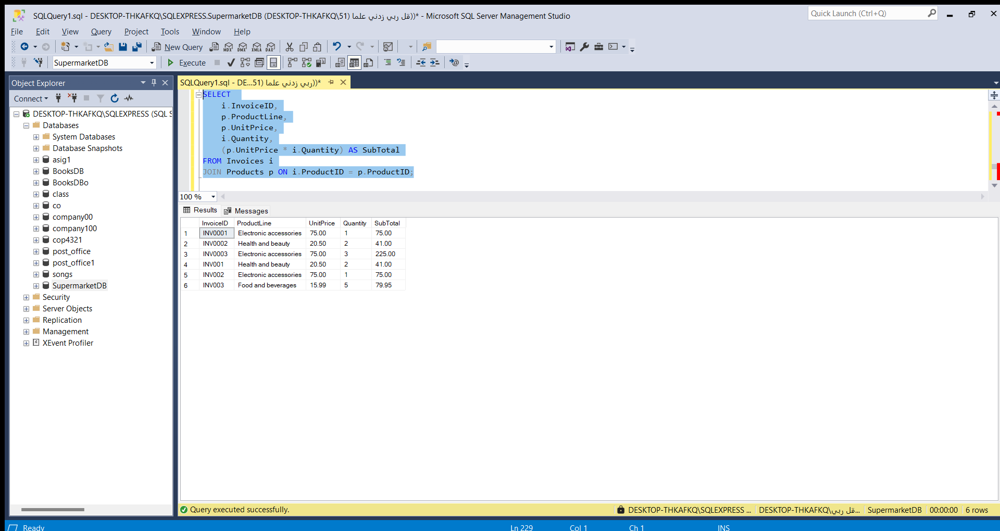 SQLQuery1.sql - DESKTOP-THKAFKQ\SQLEXPRESS.SupermarketDB (DESKTOP-THKAFKQ\قل ربي زدني علما (51))* - Microsoft SQL Server Management Studio
Quick Launch (Ctrl+Q)
File Edit View Query Project Tools Window Help
New Query MDX DMX XMLA DAX
SupermarketDB Execute
Object Explorer
SQLQuery1.sql - DE...ربي زدني علما (51))*
Connect
DESKTOP-THKAFKQ\SQLEXPRESS (SQL S
Databases
System Databases
Database Snapshots
asig1
BooksDB
BooksDBo
class
co
company00
company100
cop4321
post_office
post_office1
songs
SupermarketDB
Security
Server Objects
Replication
Management
XEvent Profiler
SELECT
i.InvoiceID,
p.ProductLine,
p.UnitPrice,
i.Quantity,
(p.UnitPrice * i.Quantity) AS SubTotal
FROM Invoices i
JOIN Products p ON i.ProductID = p.ProductID;
100 %
Results Messages
InvoiceID ProductLine UnitPrice Quantity SubTotal
1 INV0001 Electronic accessories 75.00 1 75.00
2 INV0002 Health and beauty 20.50 2 41.00
3 INV0003 Electronic accessories 75.00 3 225.00
4 INV001 Health and beauty 20.50 2 41.00
5 INV002 Electronic accessories 75.00 1 75.00
6 INV003 Food and beverages 15.99 5 79.95
Query executed successfully. DESKTOP-THKAFKQ\SQLEXPRESS ... DESKTOP-THKAFKQ\قل ربي... SupermarketDB 00:00:00 6 rows
Ready Ln 229 Col 1 Ch 1 INS